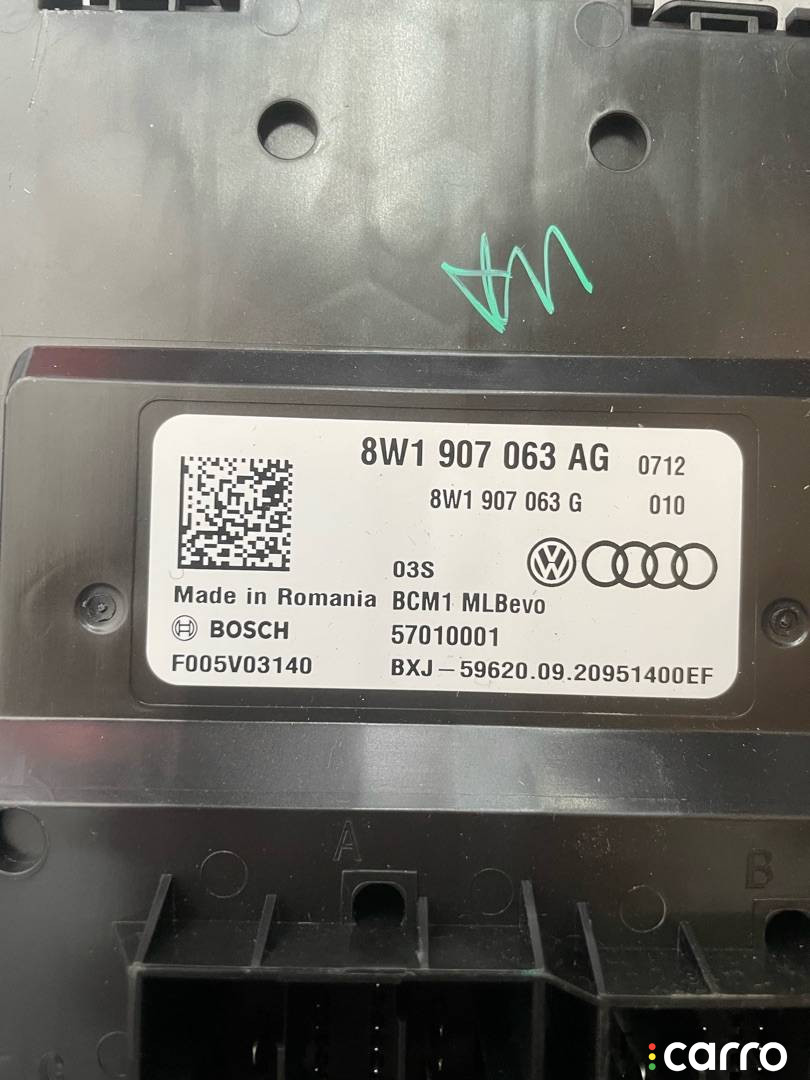 8W1 907 063 AG 0712
8W1 907 063 G 010
03S
Made in Romania BCM1 MLBevo
BOSCH 57010001
F005V03140 BXJ-59620.09.20951400EF
A
B
carro